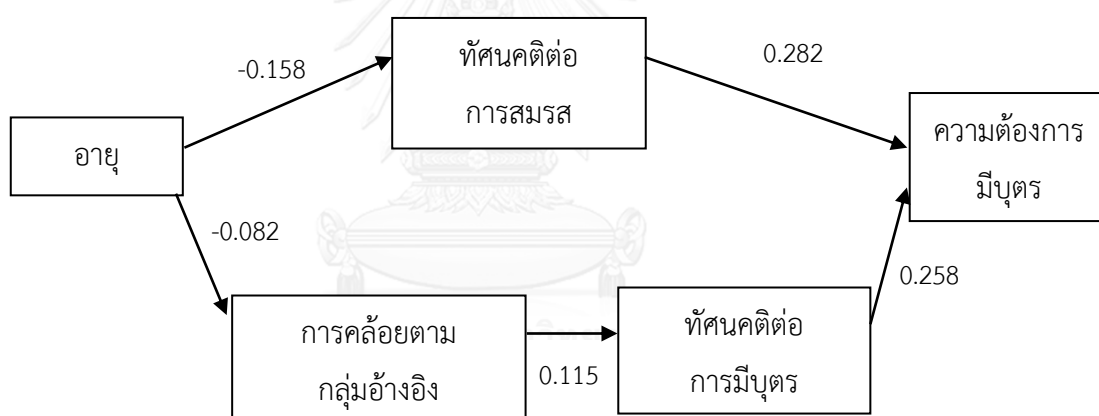 ทัศนคติต่อ
การสมรส
-0.158
0.282
อายุ
ความต้องการ
มีบุตร
-0.082
0.258
การคล้อยตาม
กลุ่มอ้างอิง
0.115
ทัศนคติต่อ
การมีบุตร